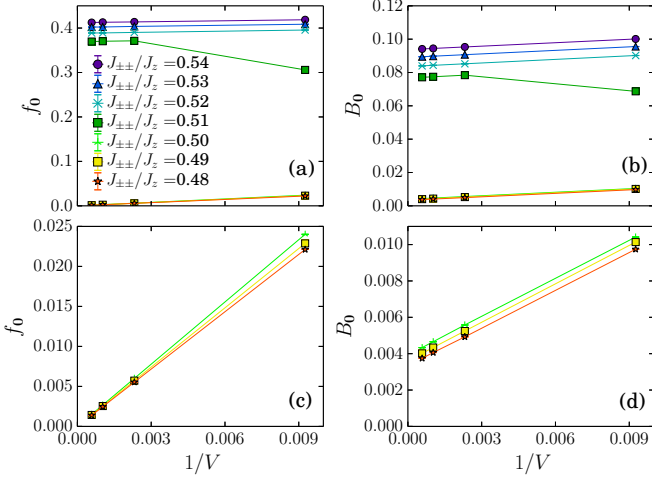 0.5
0.4
0.3
0.2
0.1
0.0
f₀
J±±/Jz =0.54
J±±/Jz =0.53
J±±/Jz =0.52
J±±/Jz =0.51
J±±/Jz =0.50
J±±/Jz =0.49
J±±/Jz =0.48
(a)
0.12
0.10
0.08
0.06
0.04
0.02
0.00
B₀
(b)
0.025
0.020
0.015
0.010
0.005
0.000
f₀
(c)
0.000 0.003 0.006 0.009
1/V
0.010
0.008
0.006
0.004
0.002
0.000
B₀
(d)
0.000 0.003 0.006 0.009
1/V